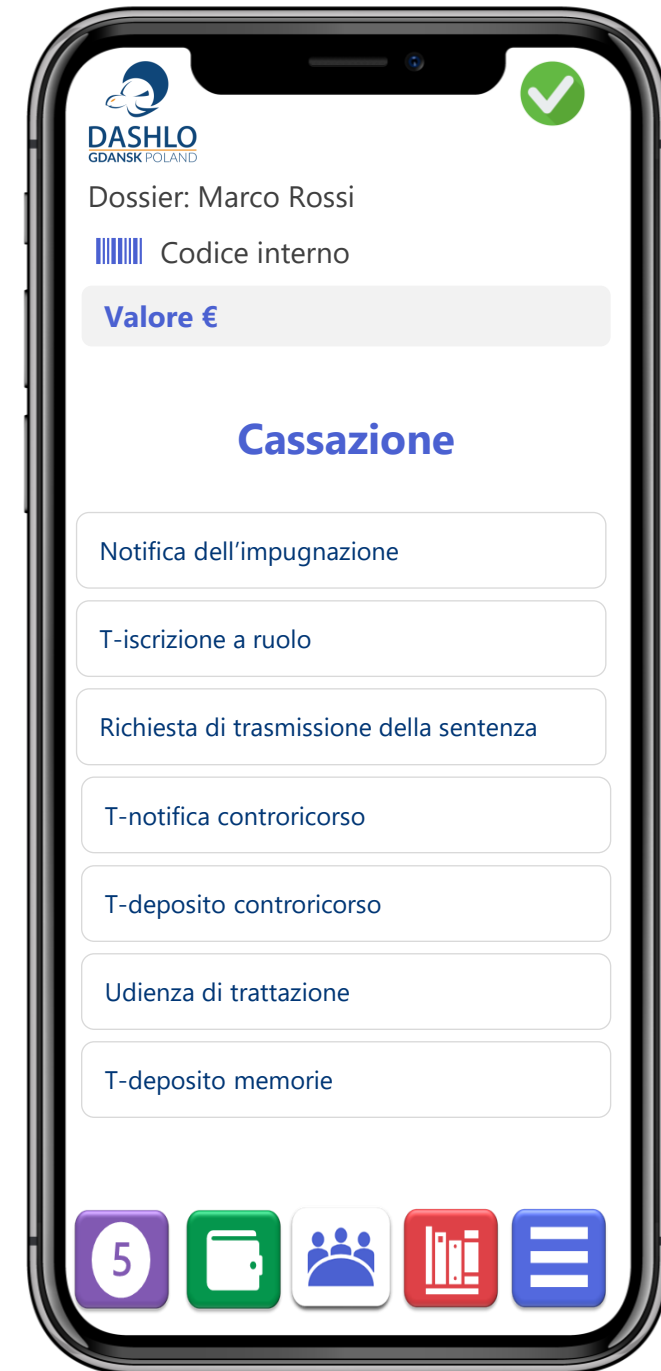 DASHLO
GDANSK POLAND
Dossier: Marco Rossi
Codice interno
Valore €
Cassazione
Notifica dell’impugnazione
T-iscrizione a ruolo
Richiesta di trasmissione della sentenza
T-notifica controricorso
T-deposito controricorso
Udienza di trattazione
T-deposito memorie
5